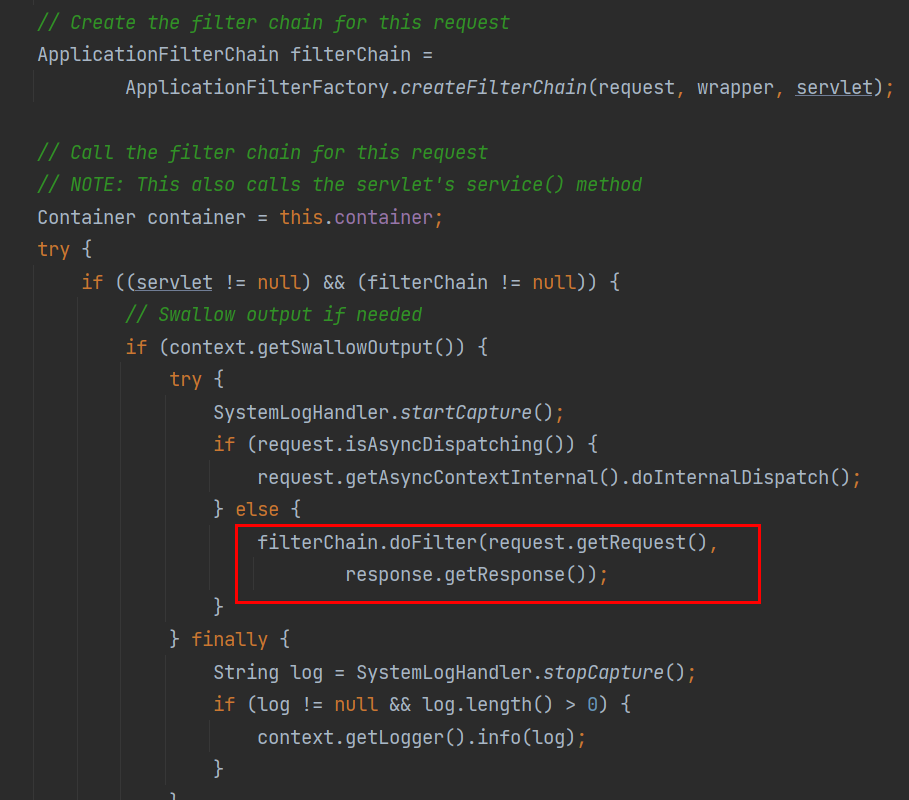 // Create the filter chain for this request
ApplicationFilterChain filterChain =
ApplicationFilterFactory.createFilterChain(request, wrapper, servlet);
// Call the filter chain for this request
// NOTE: This also calls the servlet's service() method
Container container = this.container;
try {
if ((servlet != null) && (filterChain != null)) {
// Swallow output if needed
if (context.getSwallowOutput()) {
try {
SystemLogHandler.startCapture();
if (request.isAsyncDispatching()) {
request.getAsyncContextInternal().doInternalDispatch();
} else {
filterChain.doFilter(request.getRequest(),
response.getResponse());
}
} finally {
String log = SystemLogHandler.stopCapture();
if (log != null && log.length() > 0) {
context.getLogger().info(log);
}
}